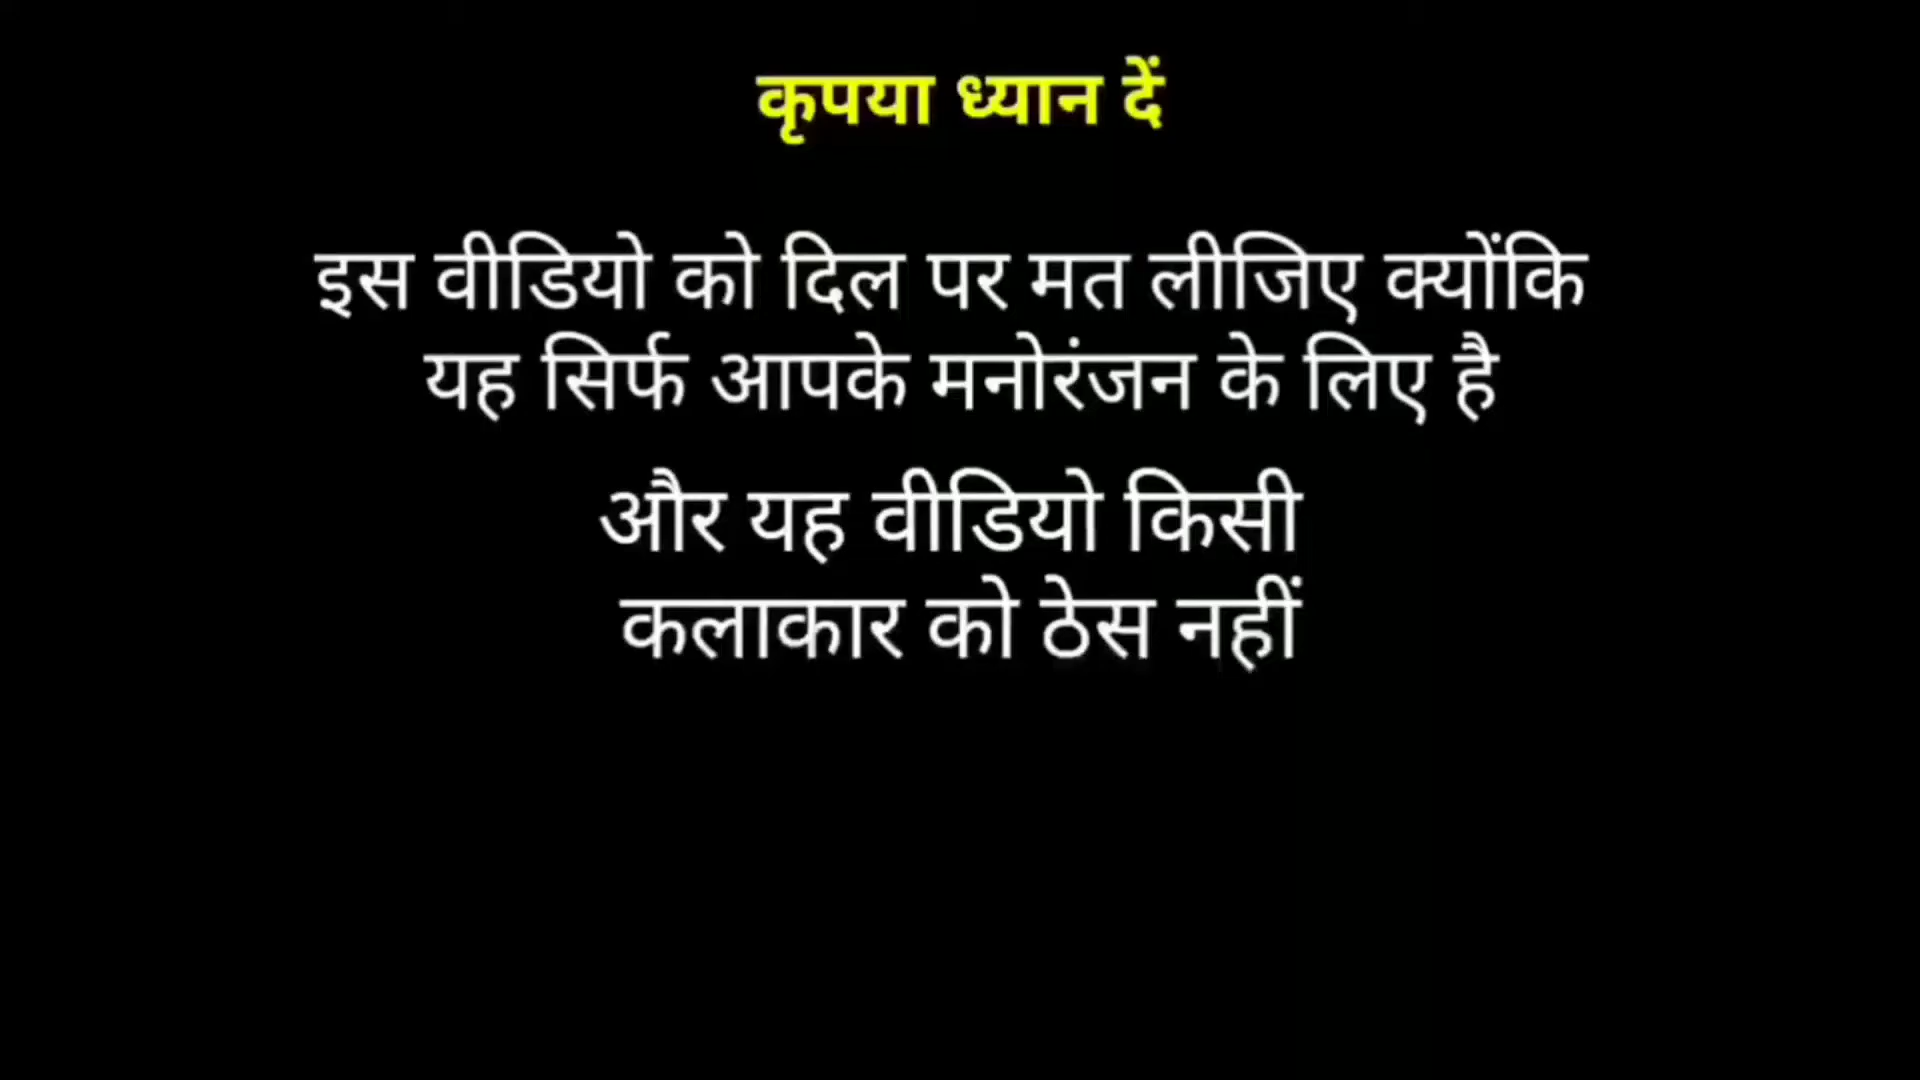 कृपया ध्यान दें
इस वीडियो को दिल पर मत लीजिए क्योंकि
यह सिर्फ आपके मनोरंजन के लिए है
और यह वीडियो किसी
कलाकार को ठेस नहीं